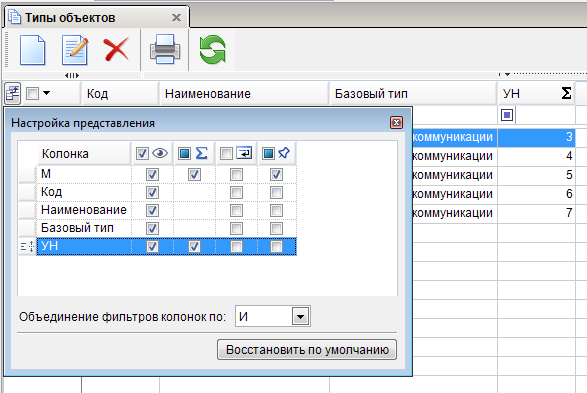 Типы объектов
Код Наименование Базовый тип УН Σ
Настройка представления
Колонка Σ
М
Код
Наименование
Базовый тип
УН
коммуникации 3
коммуникации 4
коммуникации 5
коммуникации 6
коммуникации 7
Объединение фильтров колонок по: И
Восстановить по умолчанию